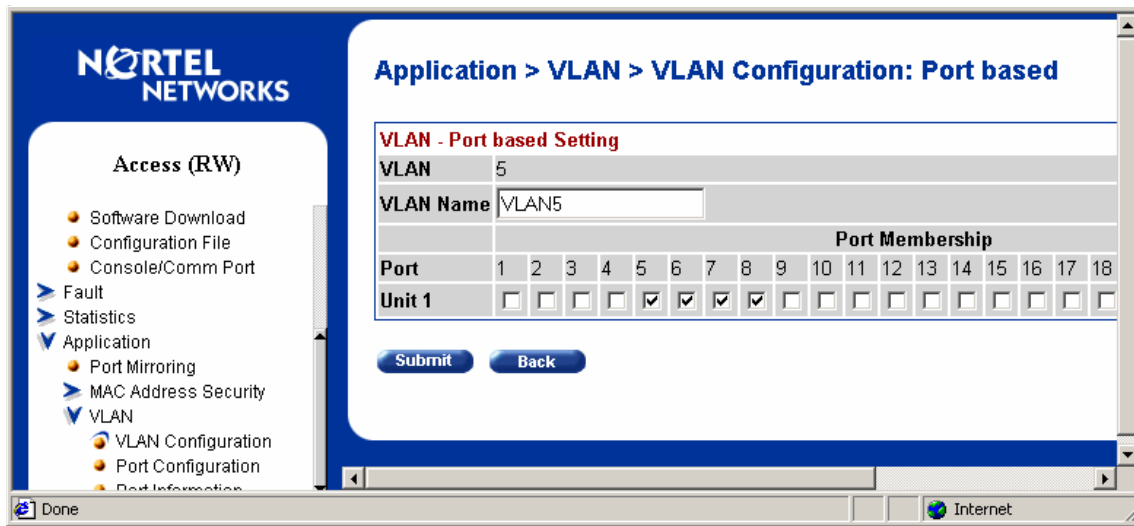 NORTEL
NETWORKS
Access (RW)
Software Download
Configuration File
Console/Comm Port
Fault
Statistics
Application
Port Mirroring
MAC Address Security
VLAN
VLAN Configuration
Port Configuration
Port Information
Application > VLAN > VLAN Configuration: Port based
VLAN - Port based Setting
VLAN 5
VLAN Name VLAN5
Port Membership
Port 1 2 3 4 5 6 7 8 9 10 11 12 13 14 15 16 17 18
Unit 1
Submit Back
Done Internet